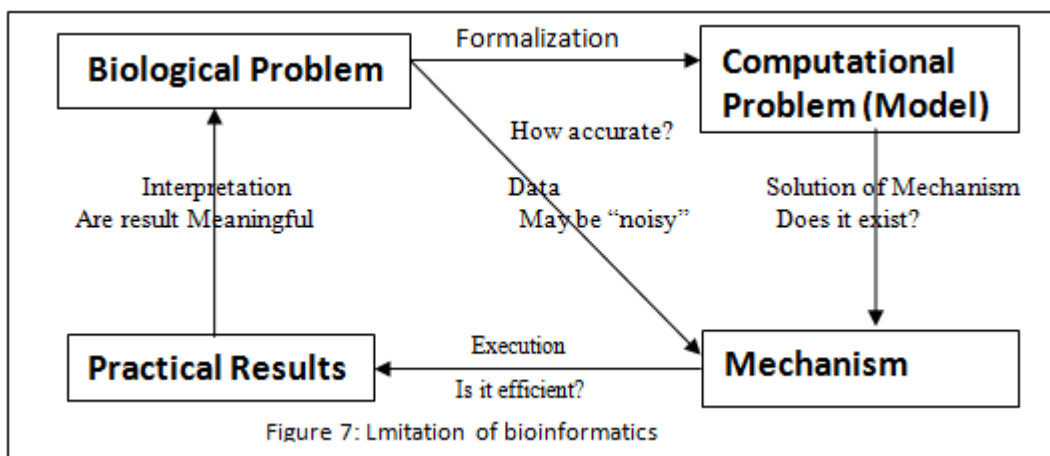 Biological Problem
Formalization
Computational
Problem (Model)
How accurate?
Interpretation
Are result Meaningful
Data
May be “noisy”
Solution of Mechanism
Does it exist?
Practical Results
Execution
Is it efficient?
Mechanism
Figure 7: Lmitation of bioinformatics